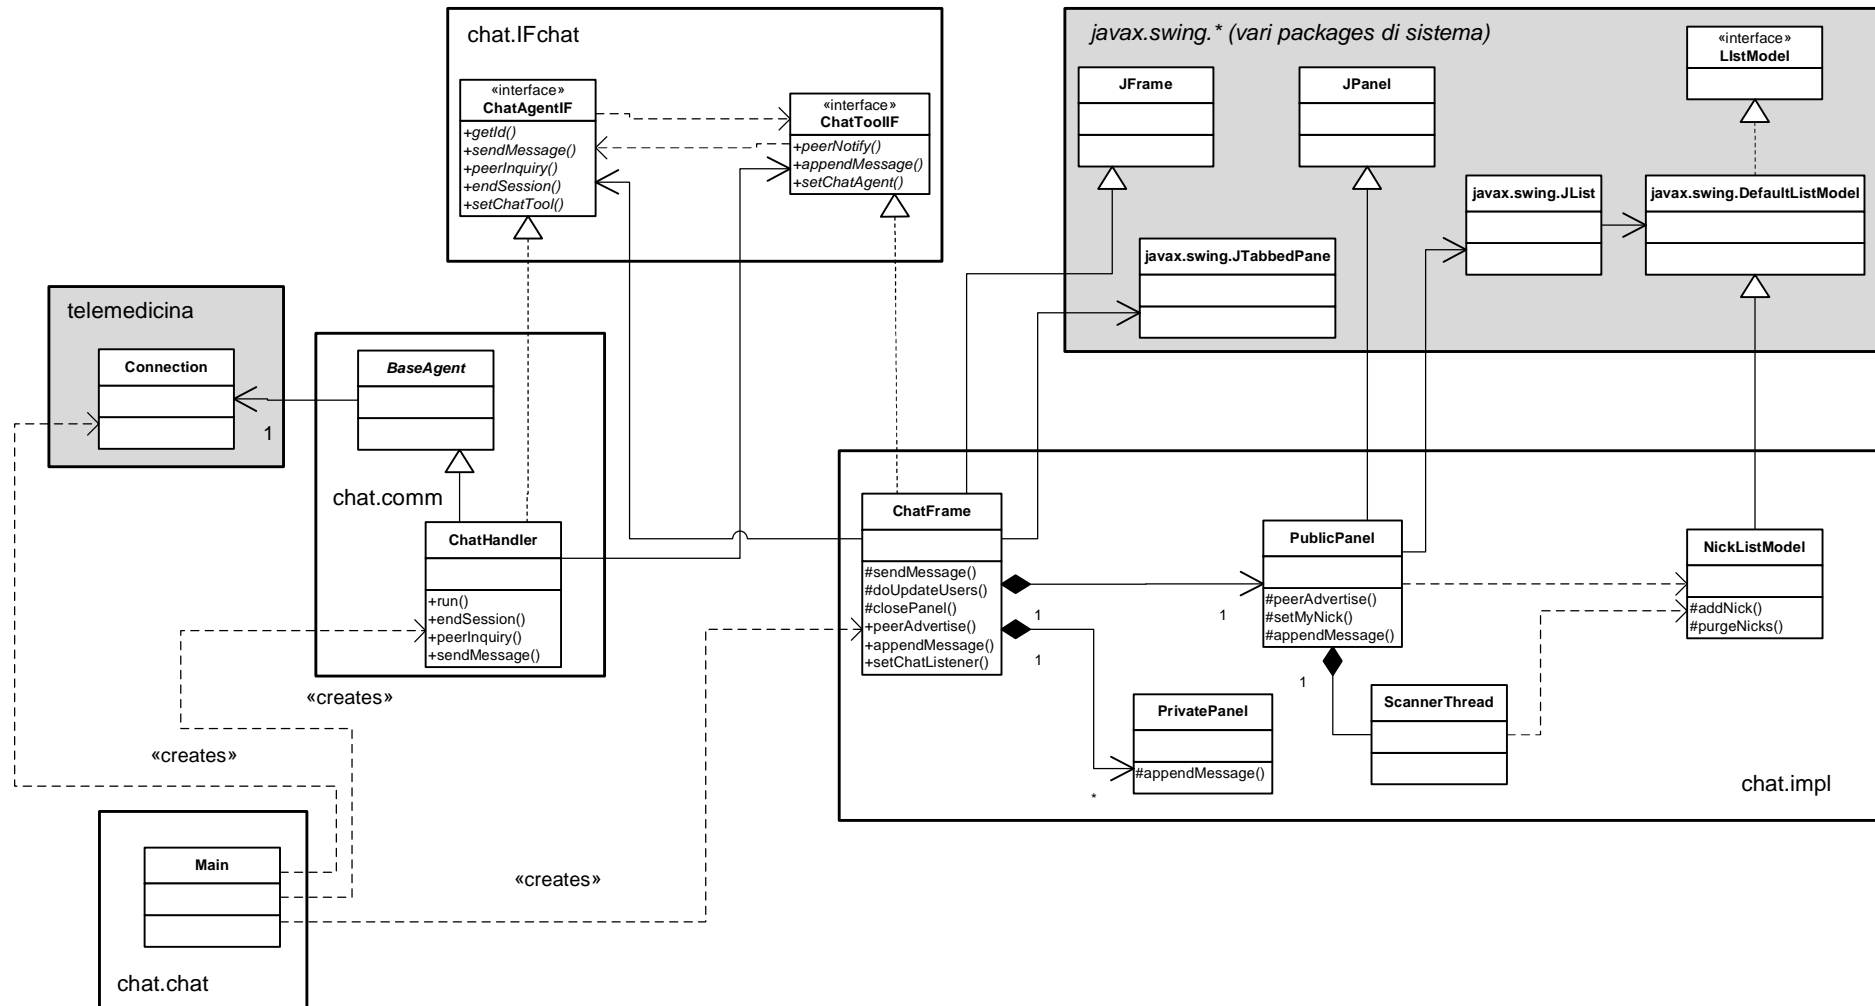 chat.IFchat
«interface»
ChatAgentIF
+getId()
+sendMessage()
+peerInquiry()
+endSession()
+setChatTool()
«interface»
ChatToolIF
+peerNotify()
+appendMessage()
+setChatAgent()
javax.swing.* (vari packages di sistema)
JFrame
JPanel
«interface»
LIstModel
javax.swing.JTabbedPane
javax.swing.JList
javax.swing.DefaultListModel
telemedicina
Connection
1
BaseAgent
chat.comm
ChatHandler
+run()
+endSession()
+peerInquiry()
+sendMessage()
ChatFrame
#sendMessage()
#doUpdateUsers()
#closePanel()
+peerAdvertise()
+appendMessage()
+setChatListener()
1
1
1
*
PublicPanel
#peerAdvertise()
#setMyNick()
#appendMessage()
1
NickListModel
#addNick()
#purgeNicks()
PrivatePanel
#appendMessage()
ScannerThread
chat.impl
«creates»
«creates»
«creates»
Main
chat.chat